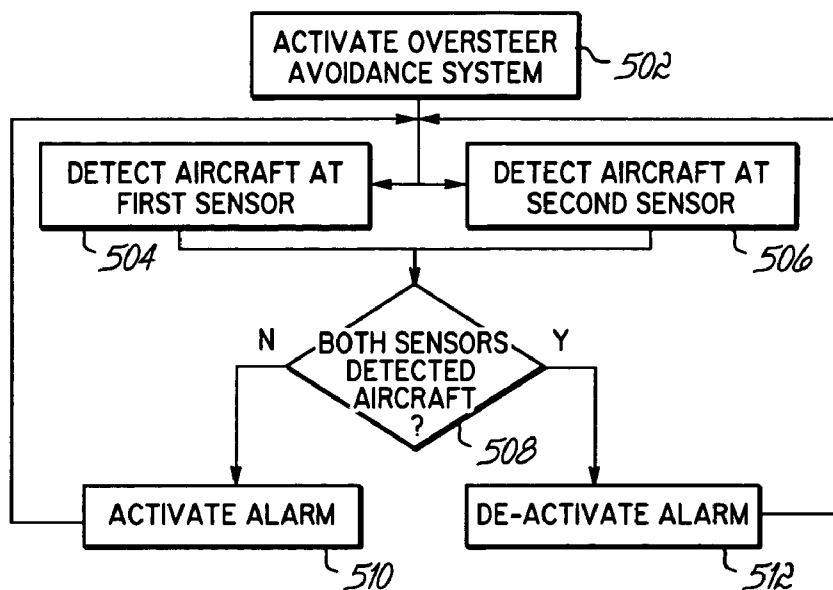 ACTIVATE OVERSTEER
AVOIDANCE SYSTEM
502
DETECT AIRCRAFT AT
FIRST SENSOR
504
DETECT AIRCRAFT AT
SECOND SENSOR
506
N
BOTH SENSORS
DETECTED
AIRCRAFT
?
Y
508
ACTIVATE ALARM
510
DE-ACTIVATE ALARM
512